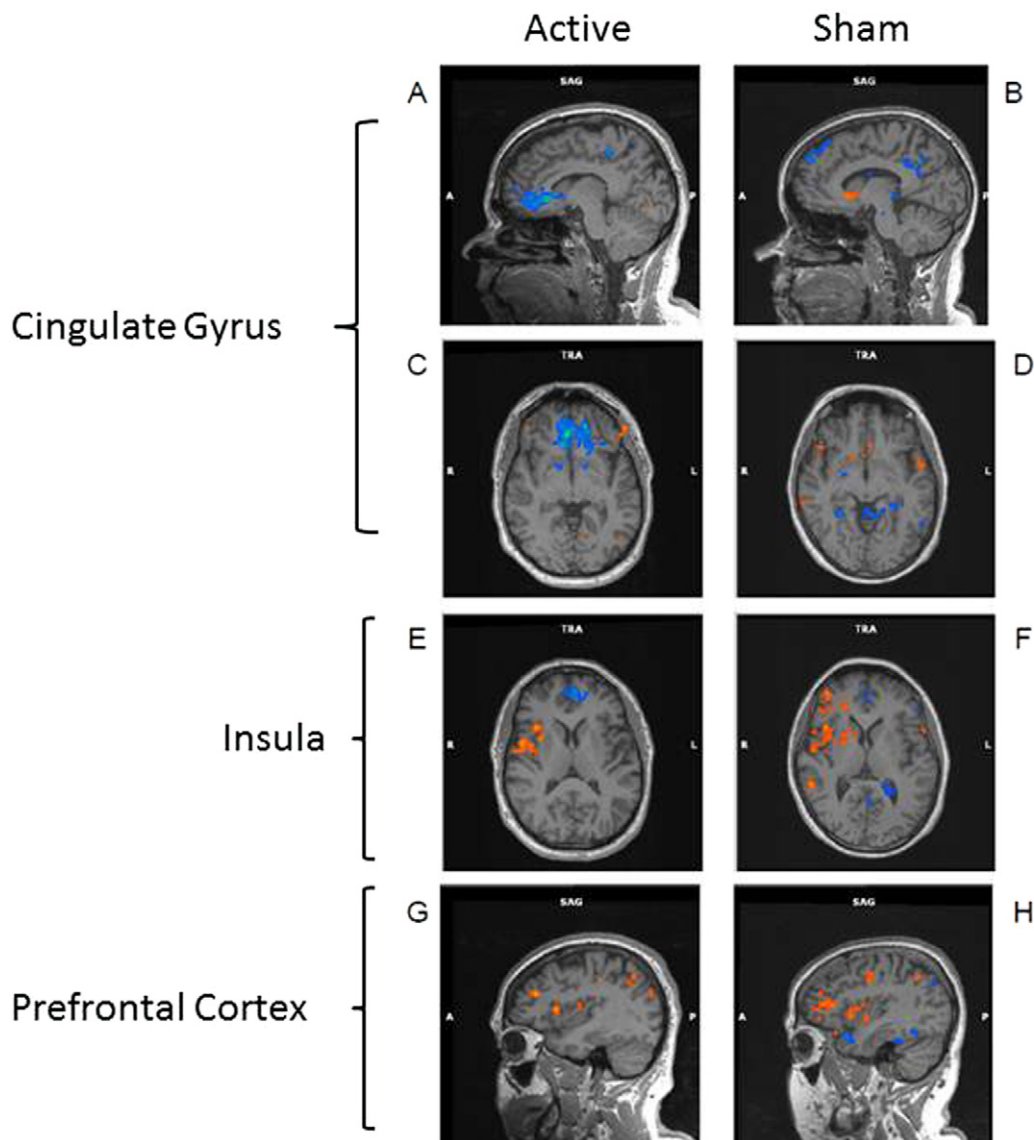 Active Sham
A SAG A P
B SAG A P
Cingulate Gyrus
C TRA R L
D TRA R L
E TRA R L
F TRA R L
Insula
G SAG A P
H SAG A P
Prefrontal Cortex